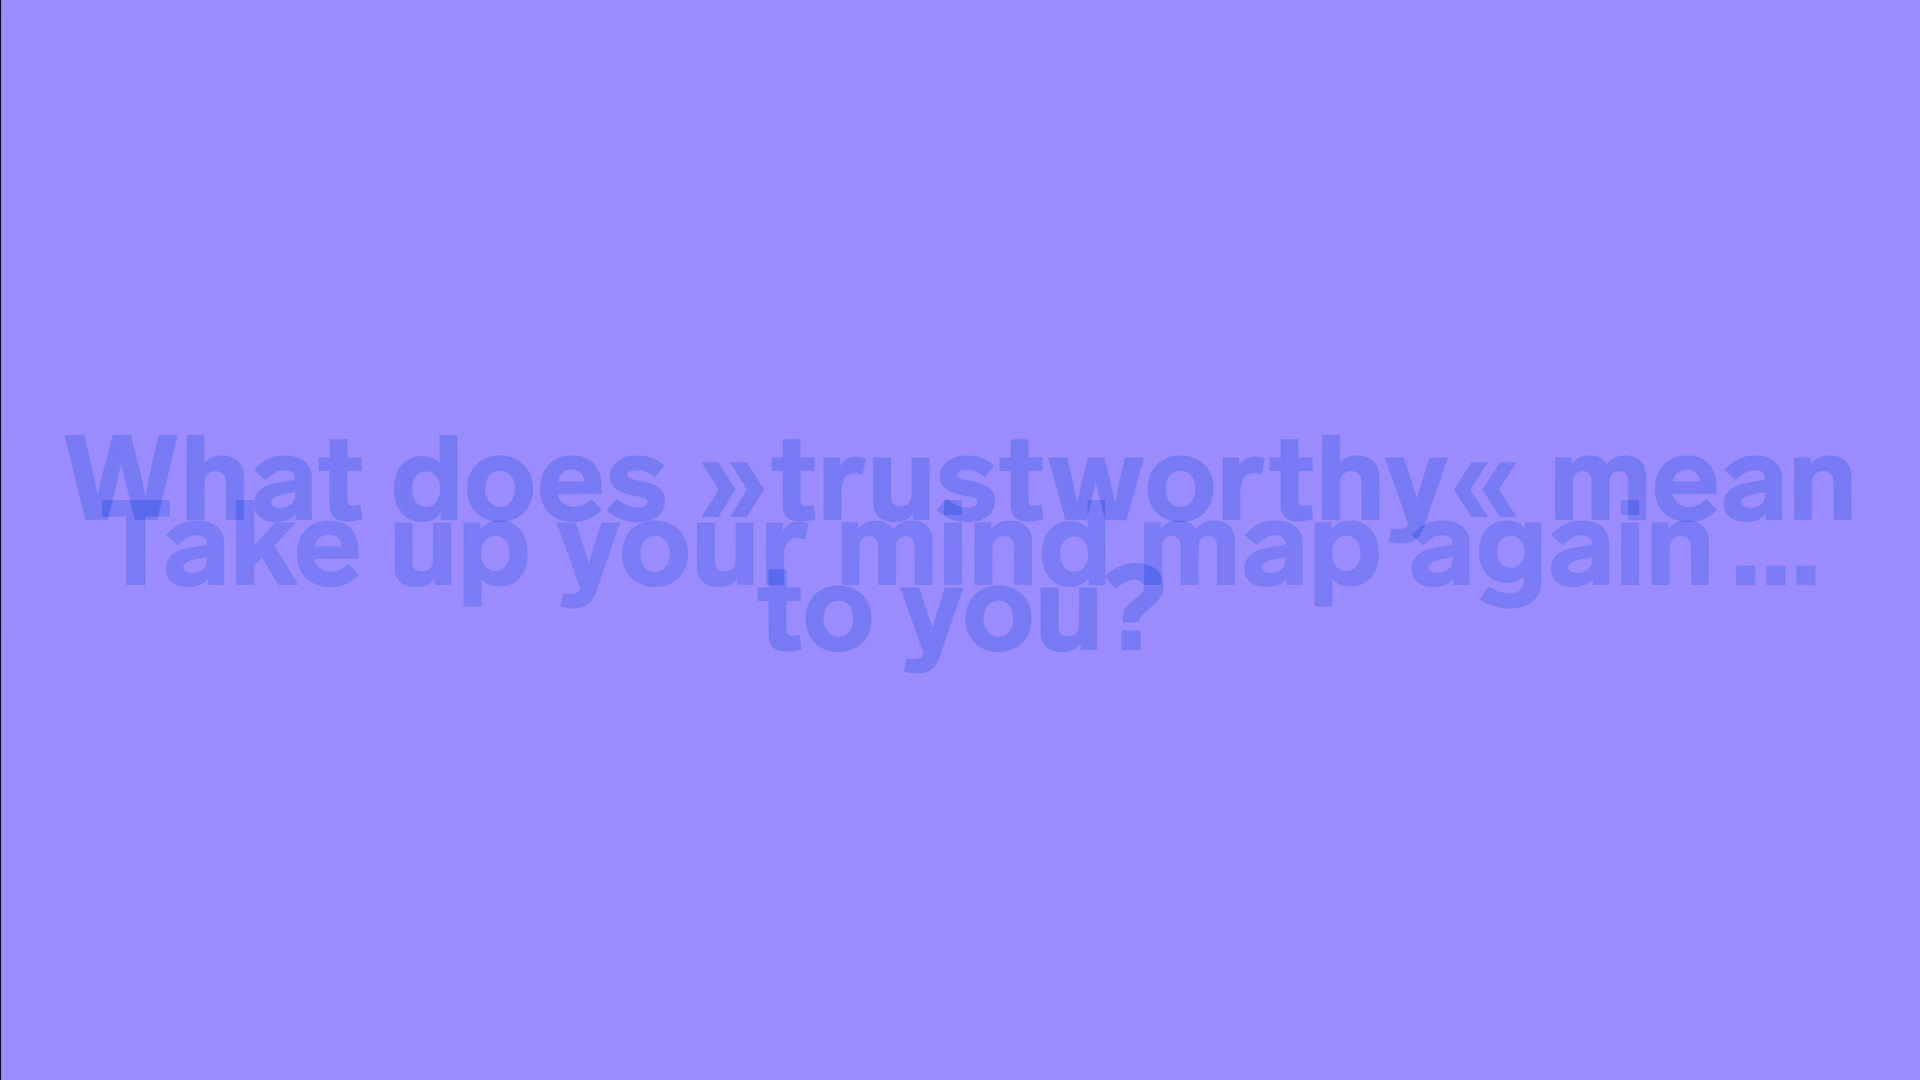 What does »trustworthy« mean
to you?
Take up your mind map again ...